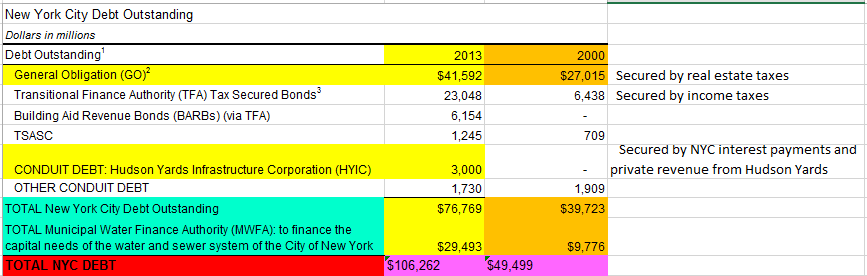 New York City Debt Outstanding
Dollars in millions
Debt Outstanding¹ 2013 2000
General Obligation (GO)² $41,592 $27,015 Secured by real estate taxes
Transitional Finance Authority (TFA) Tax Secured Bonds³ 23,048 6,438 Secured by income taxes
Building Aid Revenue Bonds (BARBs) (via TFA) 6,154 -
TSASC 1,245 709
Secured by NYC interest payments and
CONDUIT DEBT: Hudson Yards Infrastructure Corporation (HYIC) 3,000 - private revenue from Hudson Yards
OTHER CONDUIT DEBT 1,730 1,909
TOTAL New York City Debt Outstanding $76,769 $39,723
TOTAL Municipal Water Finance Authority (MWFA): to finance the
capital needs of the water and sewer system of the City of New York $29,493 $9,776
TOTAL NYC DEBT $106,262 $49,499